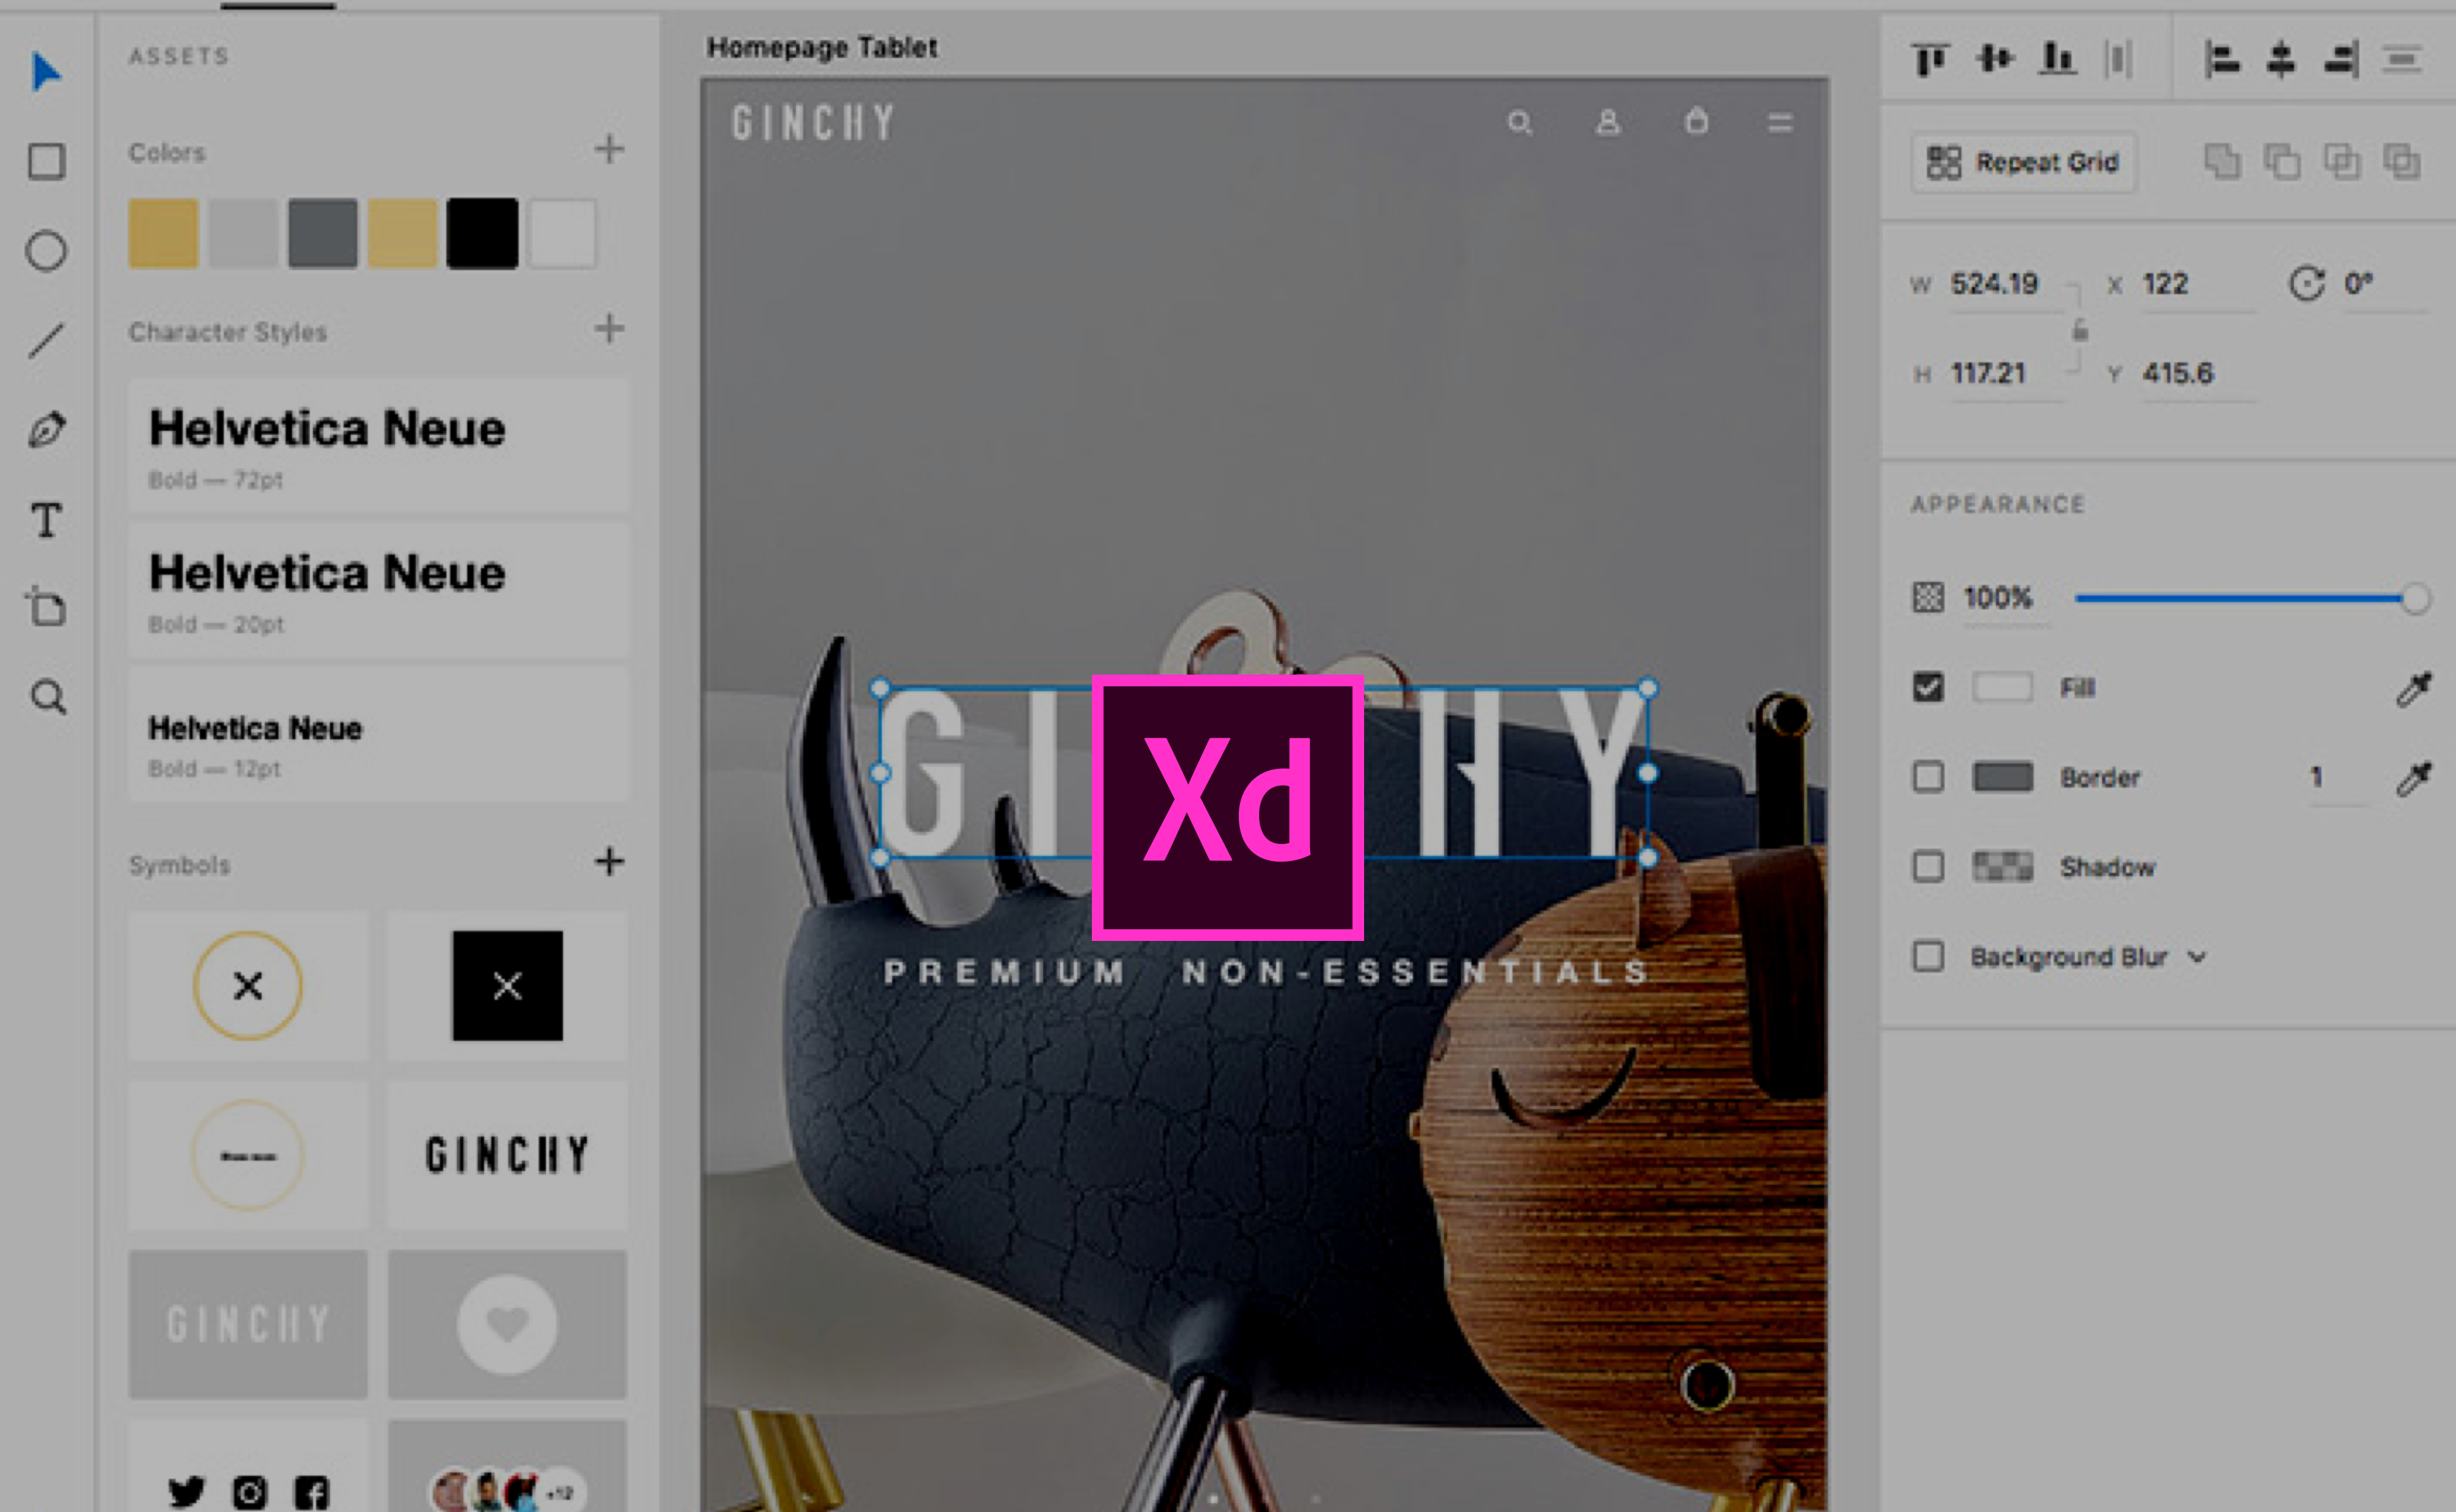 ASSETS
Colors
Character Styles
Helvetica Neue
Bold — 72pt
Helvetica Neue
Bold — 20pt
Helvetica Neue
Bold — 12pt
Symbols
GINCHY
GINCHY
+12
Homepage Tablet
GINCHY
G I
H Y
Xd
PREMIUM NON-ESSENTIALS
Repeat Grid
W 524.19 X 122 0°
H 117.21 Y 415.6
APPEARANCE
100%
Fill
Border 1
Shadow
Background Blur